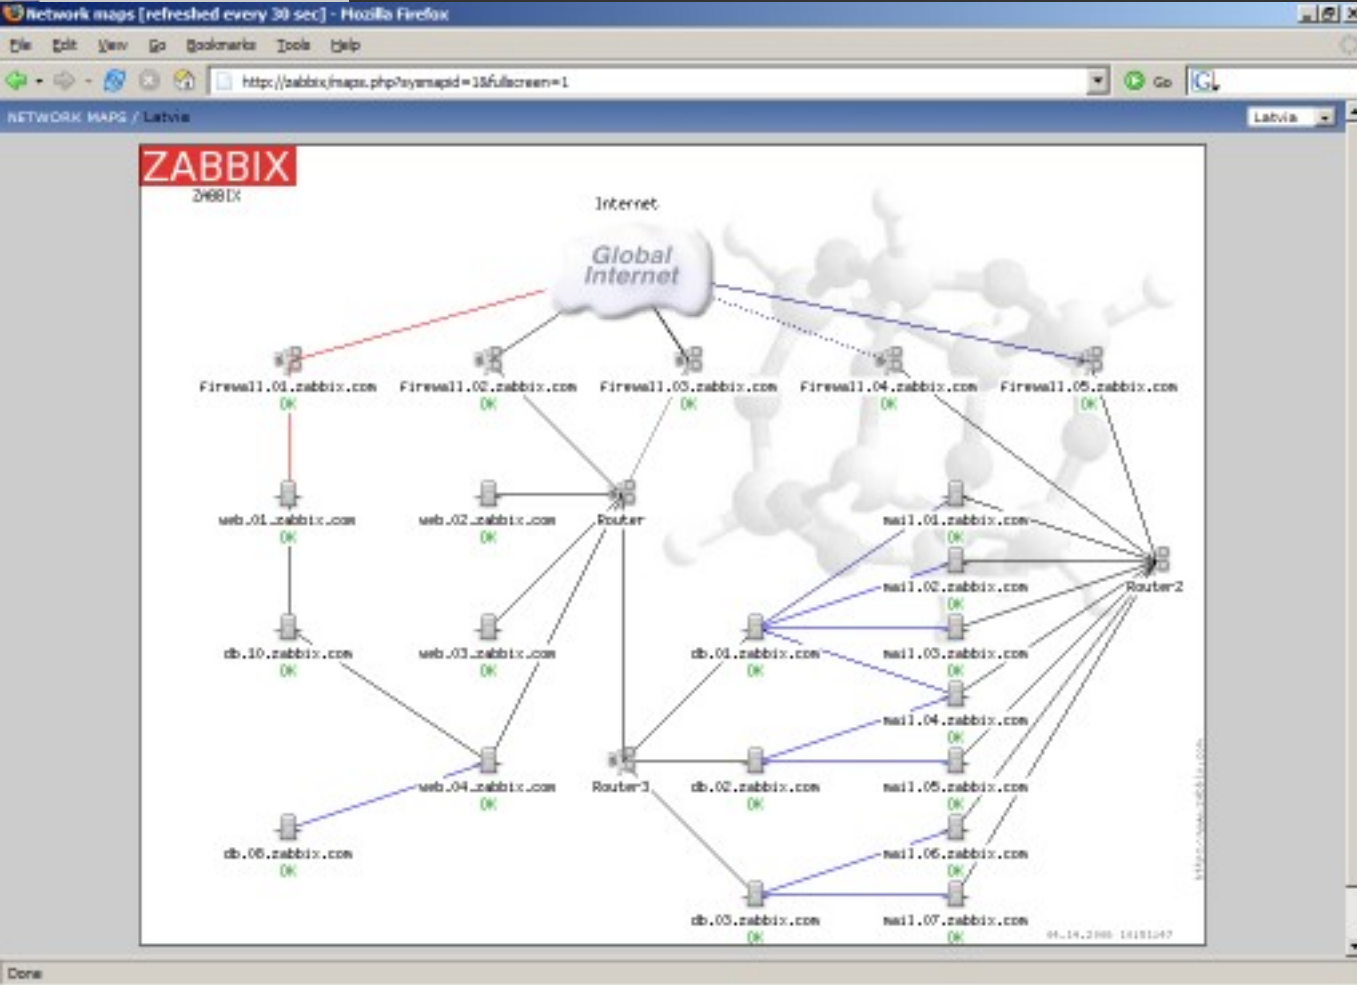 Network maps [refreshed every 30 sec] - Mozilla Firefox
File Edit View Go Bookmarks Tools Help
http://zabbix/maps.php?sysmapid=1&fullscreen=1
Go
G
NETWORK MAPS / Latvia
Latvia
ZABBIX
ZABBIX
Internet
Global
Internet
Firewall.01.zabbix.com Firewall.02.zabbix.com Firewall.03.zabbix.com Firewall.04.zabbix.com Firewall.05.zabbix.com
OK OK OK OK OK
web.01.zabbix.com web.02.zabbix.com Router mail.01.zabbix.com
OK OK OK
mail.02.zabbix.com Router2
OK
db.10.zabbix.com web.03.zabbix.com db.01.zabbix.com mail.03.zabbix.com
OK OK OK OK
mail.04.zabbix.com
OK
web.04.zabbix.com Router3 db.02.zabbix.com mail.05.zabbix.com
OK OK OK
db.08.zabbix.com mail.06.zabbix.com
OK OK
db.03.zabbix.com mail.07.zabbix.com
OK OK
Done